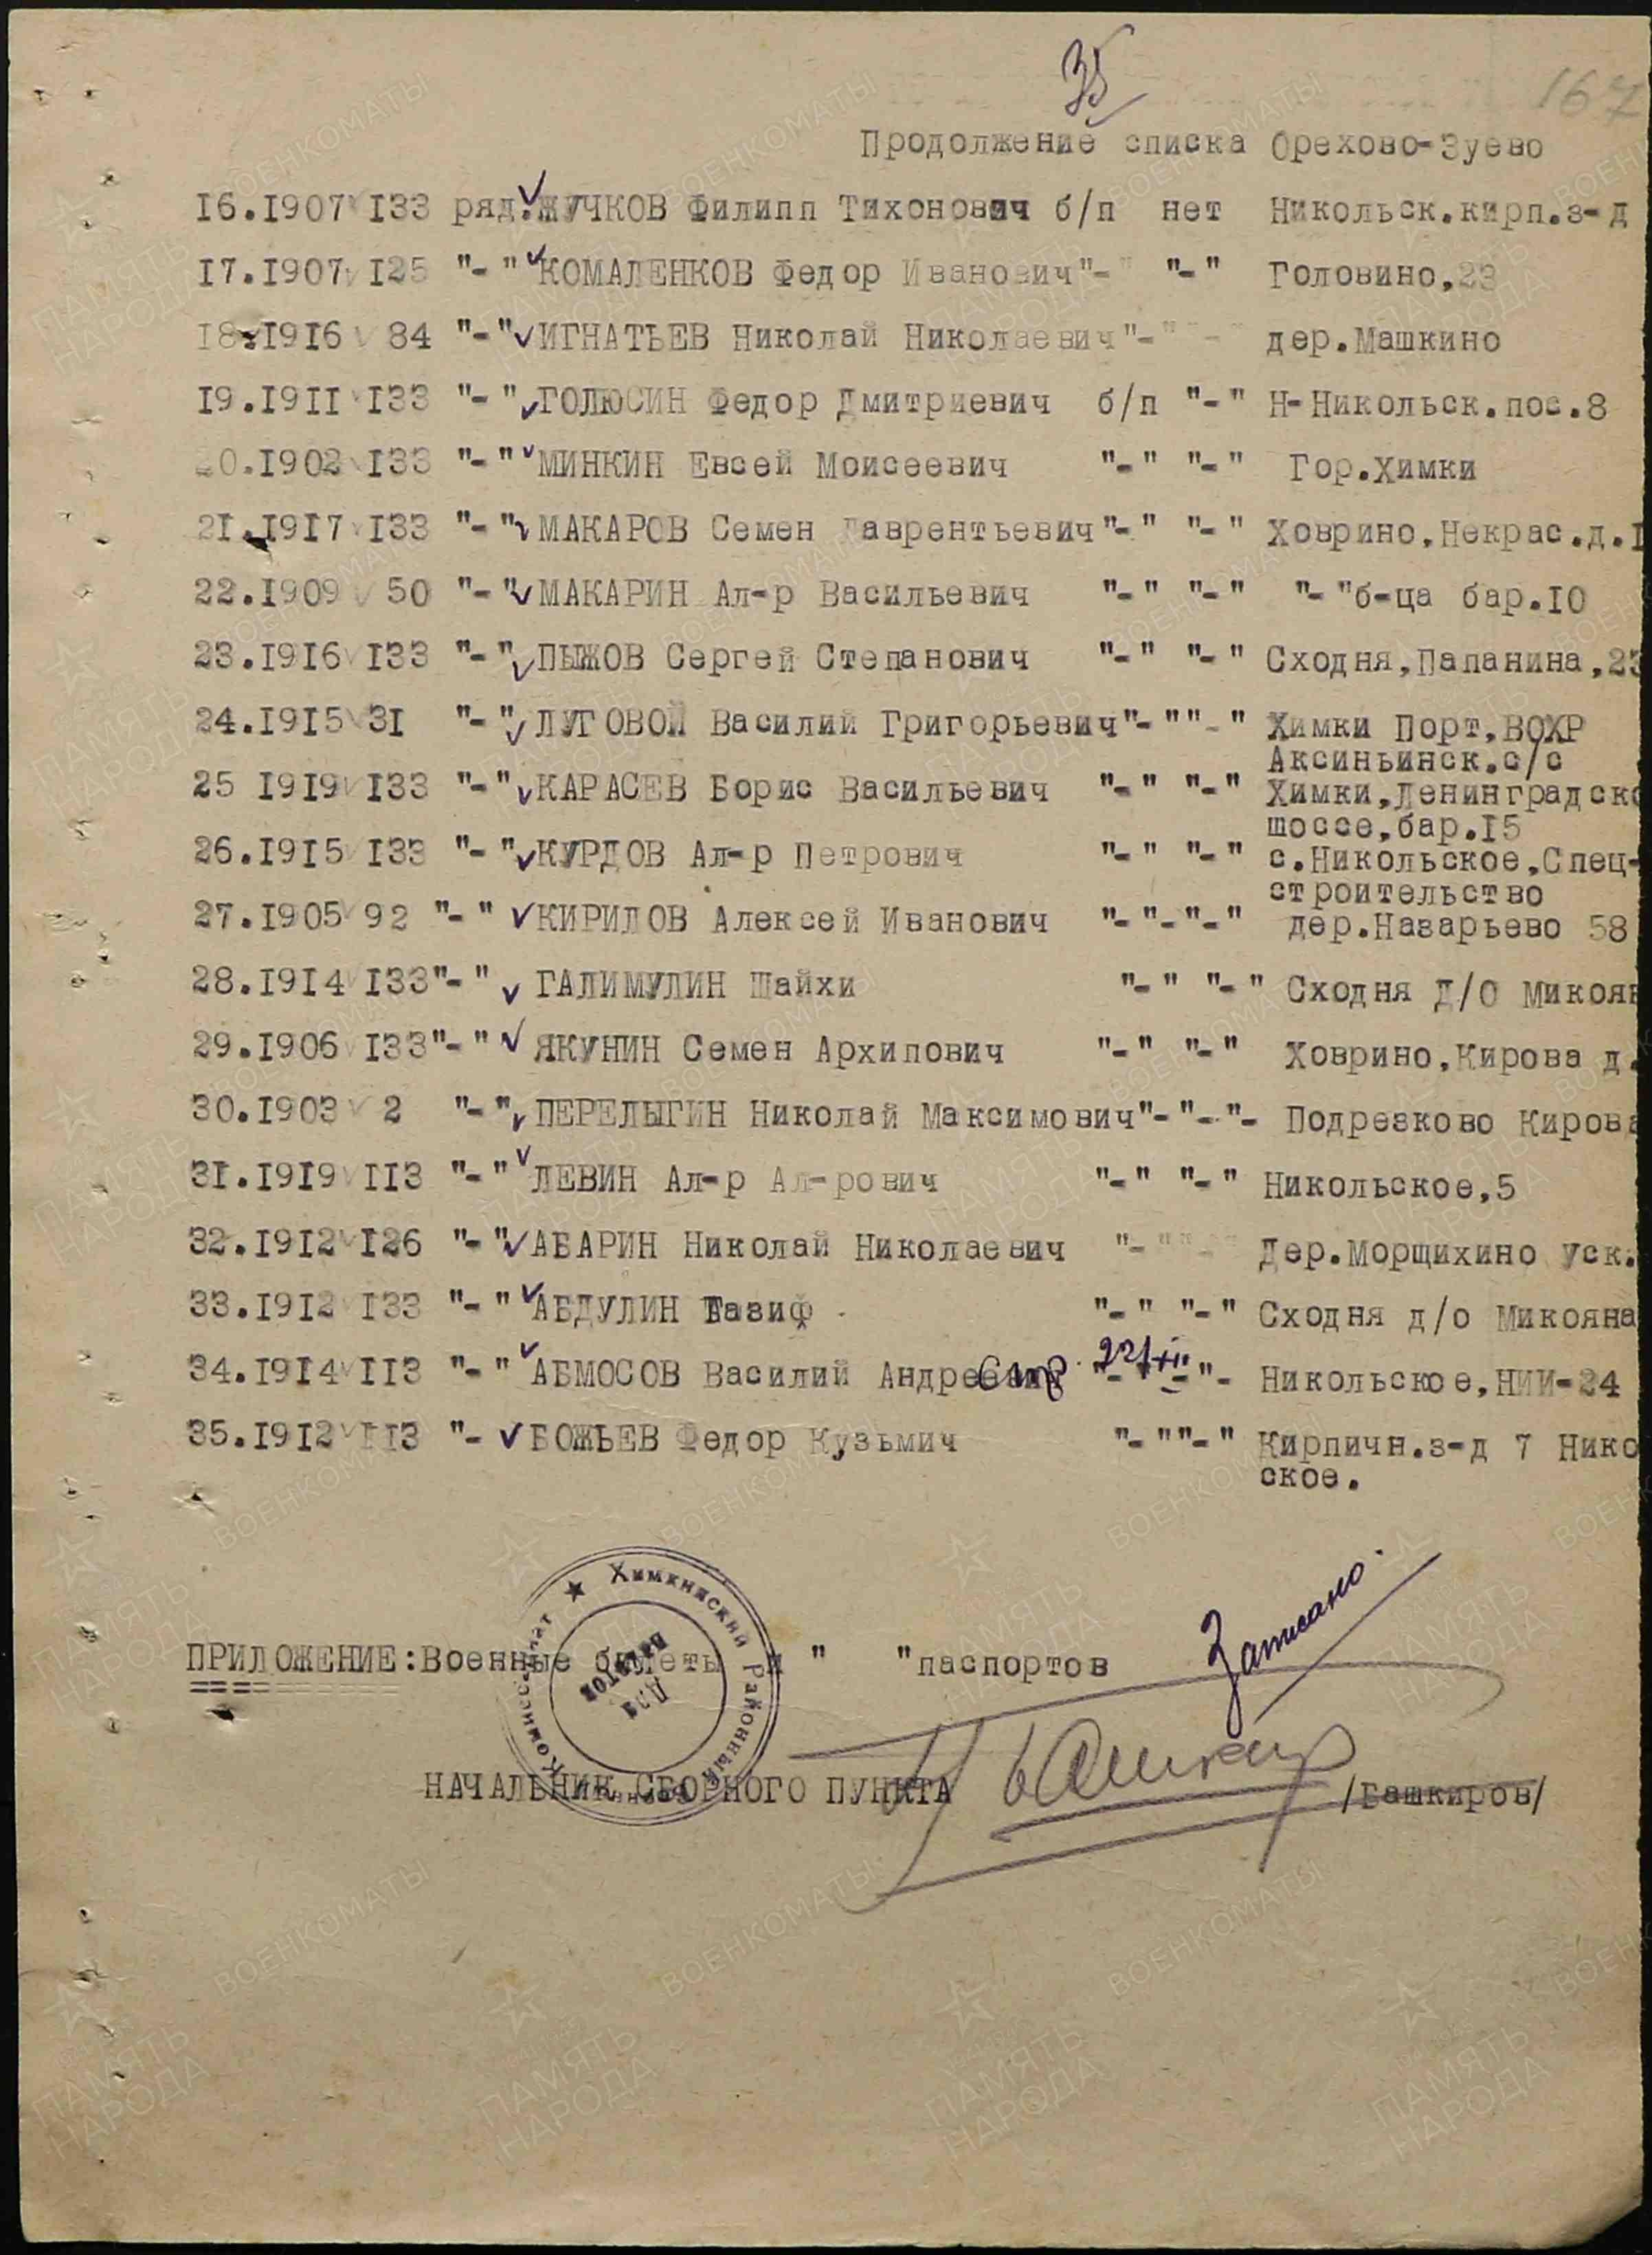 35
167
Продолжение списка Орехово-Зуево
16.1907 133 ряд. ЖУЧКОВ Филипп Тихонович б/п нет Никольск.кирп.з-д
17.1907 125 "-" КОМАЛЕНКОВ Федор Иванович "-" "-" Головино,23
18.1916 84 "-" ИГНАТЬЕВ Николай Николаевич "-" "-" дер.Машкино
19.1911 133 "-" ГОЛЮСИН Федор Дмитриевич б/п "-" Н-Никольск.пос.8
20.1902 133 "-" МИНКИН Евсей Моисеевич "-" "-" Гор.Химки
21.1917 133 "-" МАКАРОВ Семен Лаврентьевич "-" "-" Ховрино,Некрас.д.1
22.1909 50 "-" МАКАРИН Ал-р Васильевич "-" "-" "-"б-ца бар.10
23.1916 133 "-" ПЫЖОВ Сергей Степанович "-" "-" Сходня,Папанина,23
24.1915 31 "-" ЛУГОВОЙ Василий Григорьевич "-" "-" Химки Порт,ВОХР
Аксиньинск.с/с
25 1919 133 "-" КАРАСЕВ Борис Васильевич "-" "-" Химки,Ленинградско
шоссе,бар.15
26.1915 133 "-" КУРДОВ Ал-р Петрович "-" "-" с.Никольское,Спец-
строительство
27.1905 92 "-" КИРИЛОВ Алексей Иванович "-"-"-" дер.Назарьево 58
28.1914 133 "-" ГАЛИМУЛИН Шайхи "-" "-" Сходня Д/О Микоян
29.1906 133 "-" ЯКУНИН Семен Архипович "-" "-" Ховрино,Кирова д.
30.1903 2 "-" ПЕРЕЛЫГИН Николай Максимович "-"-"- Подрезково Кирова
31.1919 113 "-" ЛЕВИН Ал-р Ал-рович "-" "-" Никольское,5
32.1912 126 "-" АБАРИН Николай Николаевич "-" "-" Дер.Морщихино уск.
33.1912 133 "-" АБДУЛИН Газиф "-" "-" Сходня д/о Микояна
34.1914 113 "-" АБМОСОВ Василий Андреевич "-"-"- Никольское,НИИ-24
35.1912 113 "- БОЖЬЕВ Федор Кузьмич "-" "-" Кирпичн.з-д 7 Нико
ское.
Химкинский Районный Военный Комиссариат
Для пакетов
Записано.
ПРИЛОЖЕНИЕ:Военные билеты и " "паспортов
НАЧАЛЬНИК СБОРНОГО ПУНКТА /Башкиров/